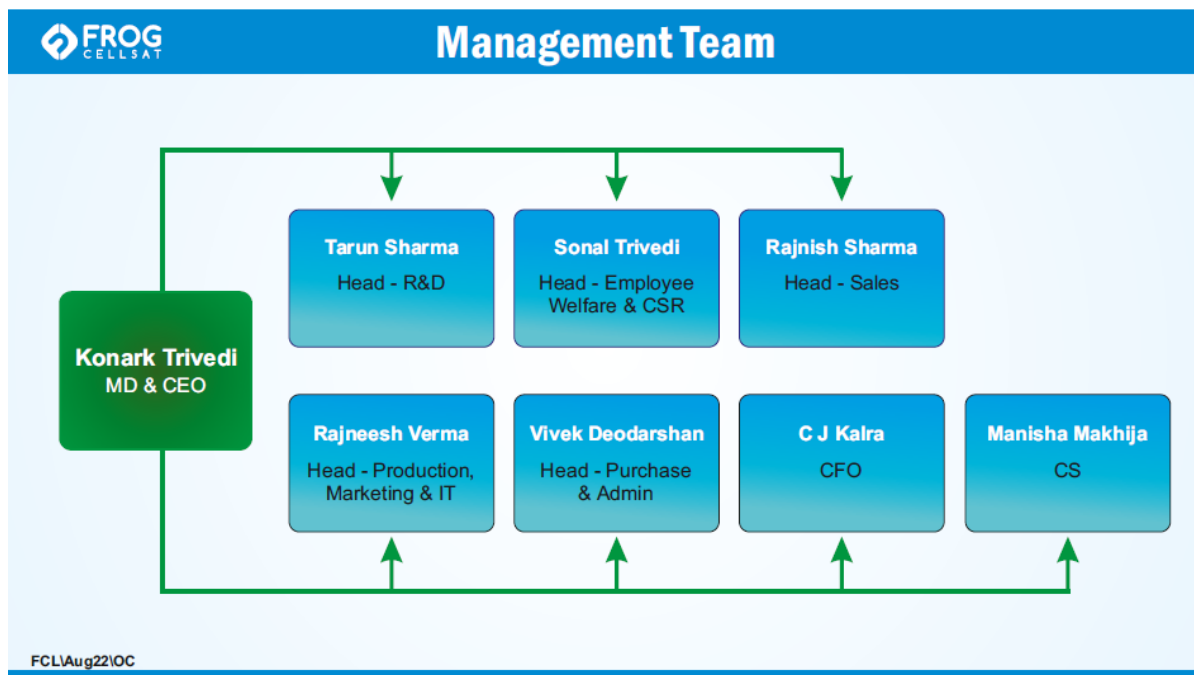 FROG
CELLSAT
Management Team
Tarun Sharma
Head - R&D
Sonal Trivedi
Head - Employee
Welfare & CSR
Rajnish Sharma
Head - Sales
Konark Trivedi
MD & CEO
Rajneesh Verma
Head - Production,
Marketing & IT
Vivek Deodarshan
Head - Purchase
& Admin
C J Kalra
CFO
Manisha Makhija
CS
FCL\Aug22\OC